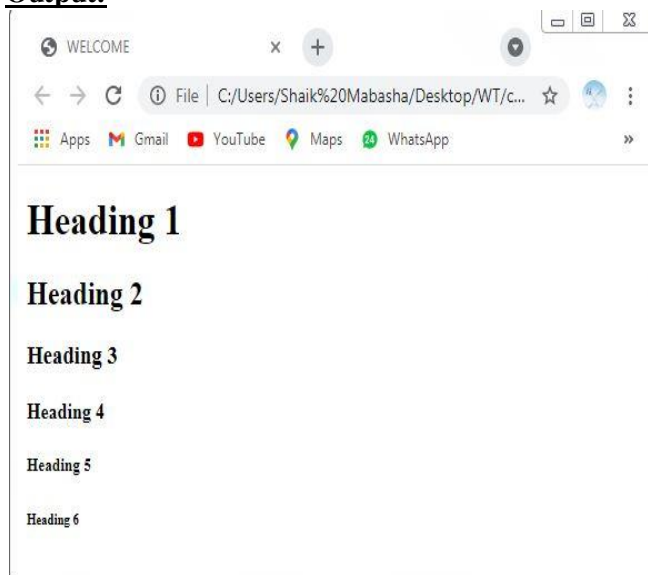 Output:
WELCOME
File | C:/Users/Shaik%20Mabasha/Desktop/WT/c...
Apps Gmail YouTube Maps 24 WhatsApp »
Heading 1
Heading 2
Heading 3
Heading 4
Heading 5
Heading 6